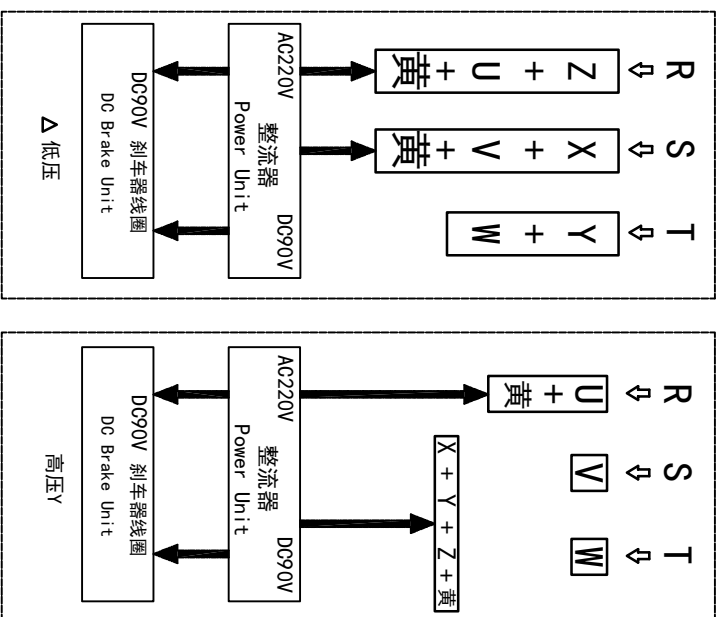 R S T
Z + U + 黄
X + V + 黄
Y + W
AC220V DC90V
整流器
Power Unit
DC90V 刹车器线圈
DC Brake Unit
△ 低压
R S T
U + 黄
V
W
X + Y + Z + 黄
AC220V DC90V
整流器
Power Unit
DC90V 刹车器线圈
DC Brake Unit
高压Y